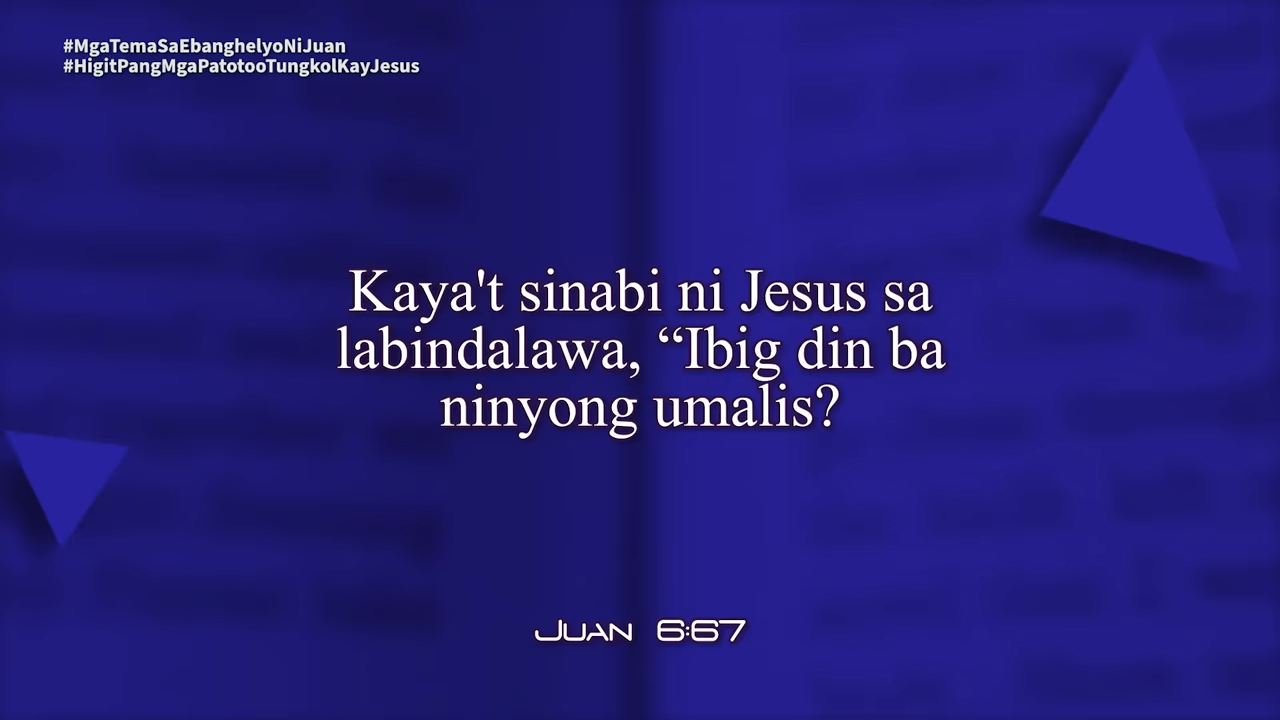 #MgaTemaSaEbanghelyoNiJuan
#HigitPangMgaPatotooTungkolKayJesus
Kaya't sinabi ni Jesus sa
labindalawa, “Ibig din ba
ninyong umalis?
Juan 6:67